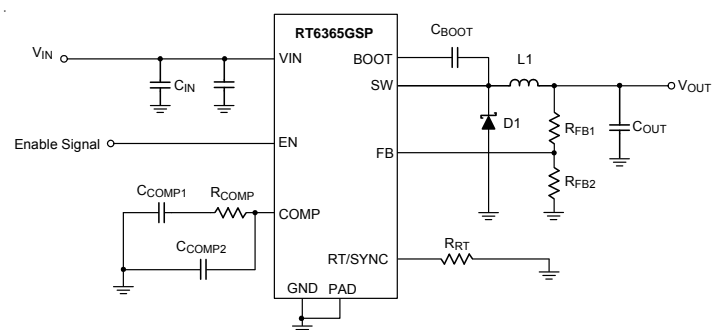 RT6365GSP
VIN
CIN
VIN
BOOT
CBOOT
SW
L1
VOUT
D1
RFB1
COUT
Enable Signal
EN
FB
RFB2
CCOMP1
RCOMP
COMP
CCOMP2
RT/SYNC
RRT
GND
PAD